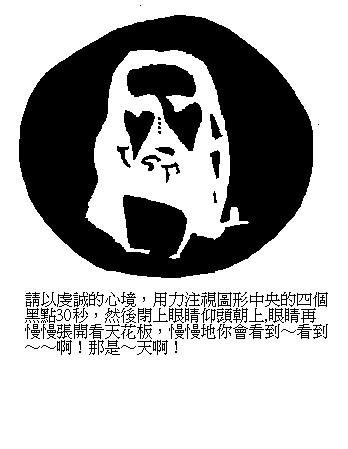 請以虔誠的心境，用力注視圖形中央的四個
黑點30秒，然後閉上眼睛仰頭朝上,眼睛再
慢慢張開看天花板，慢慢地你會看到～看到
～～啊！那是～天啊！